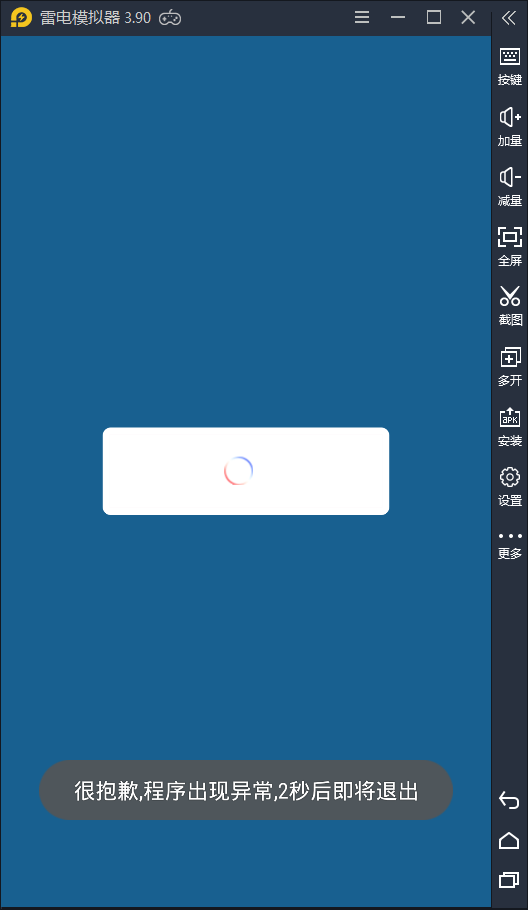 雷电模拟器 3.90
按键
加量
减量
全屏
截图
多开
APK
安装
设置
更多
很抱歉,程序出现异常,2秒后即将退出